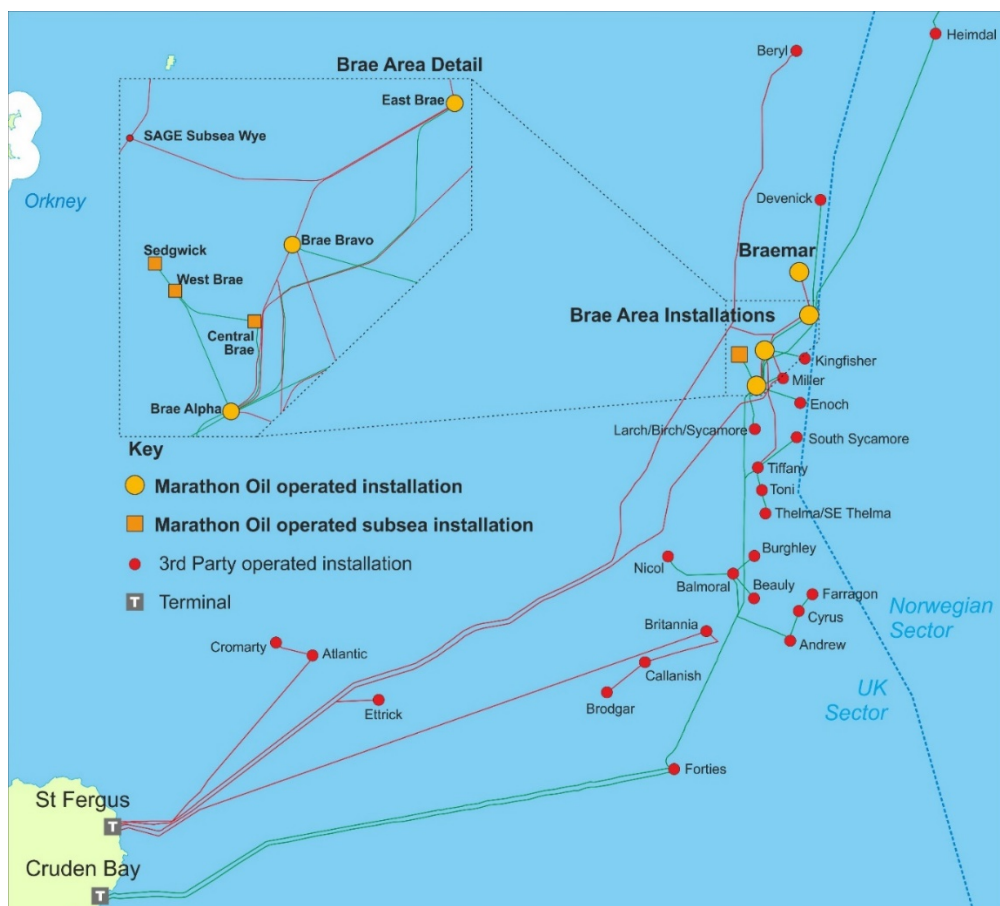 Heimdal
Beryl
Brae Area Detail
East Brae
SAGE Subsea Wye
Orkney
Devenick
Sedgwick
Brae Bravo
Braemar
West Brae
Brae Area Installations
Central
Brae
Kingfisher
Miller
Brae Alpha
Enoch
Larch/Birch/Sycamore
South Sycamore
Key
Tiffany
Marathon Oil operated installation
Toni
Thelma/SE Thelma
Marathon Oil operated subsea installation
Burghley
3rd Party operated installation
Nicol
Balmoral
Beauly
Farragon
T Terminal
Norwegian
Sector
Cyrus
Britannia
Cromarty
Atlantic
Andrew
Callanish
UK
Sector
Ettrick
Brodgar
Forties
St Fergus
T
Cruden Bay
T